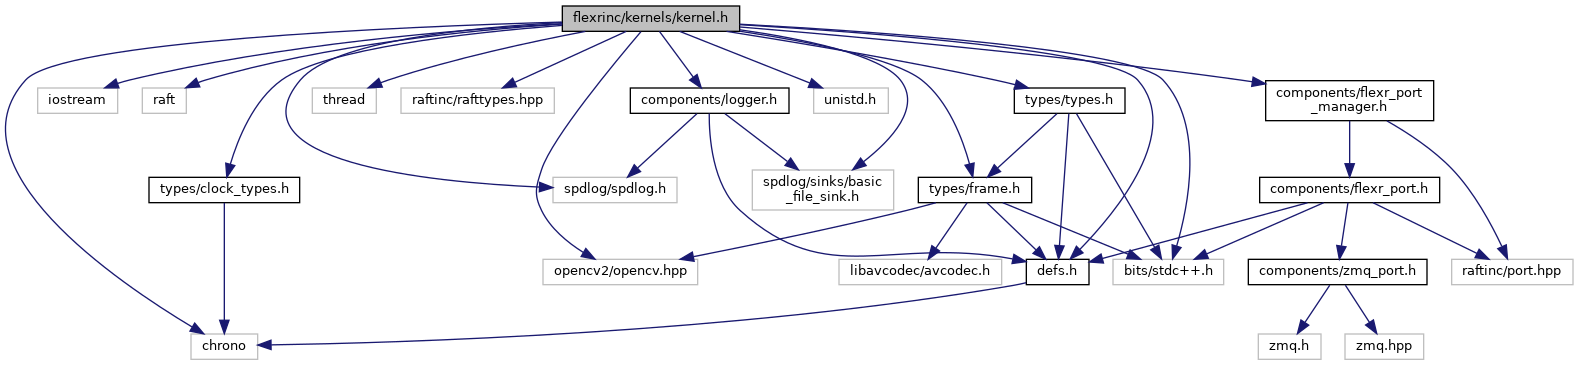 flexrinc/kernels/kernel.h
iostream
raft
thread
raftinc/rafttypes.hpp
components/logger.h
unistd.h
types/types.h
components/flexr_port
_manager.h
types/clock_types.h
spdlog/spdlog.h
spdlog/sinks/basic
_file_sink.h
types/frame.h
components/flexr_port.h
opencv2/opencv.hpp
libavcodec/avcodec.h
defs.h
bits/stdc++.h
components/zmq_port.h
raftinc/port.hpp
chrono
zmq.h
zmq.hpp